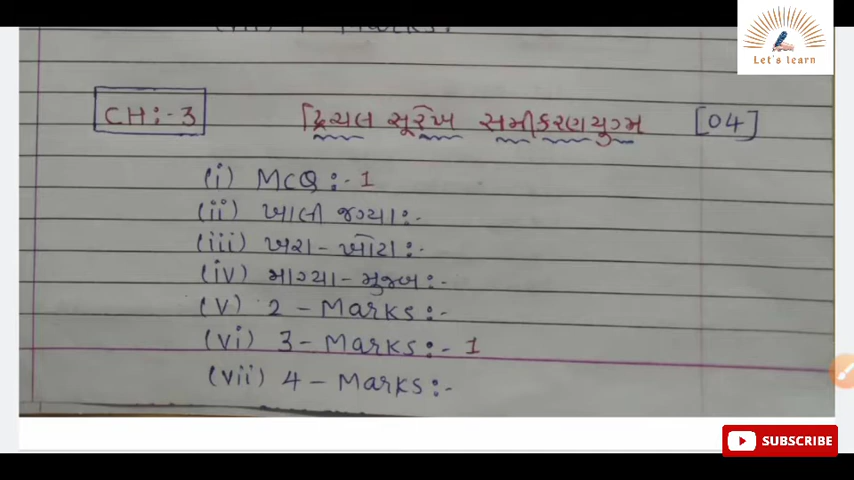 Let's learn
CH:-3 દ્વિચલ સુરેખ સમીકરણયુગ્મ [04]
(i) MCQ:- 1
(ii) ખાલી જગ્યા:-
(iii) ખરા - ખોટા:-
(iv) માગ્યા - મુજબ:-
(v) 2 - Marks:-
(vi) 3 - Marks:- 1
(vii) 4 - Marks:-
SUBSCRIBE